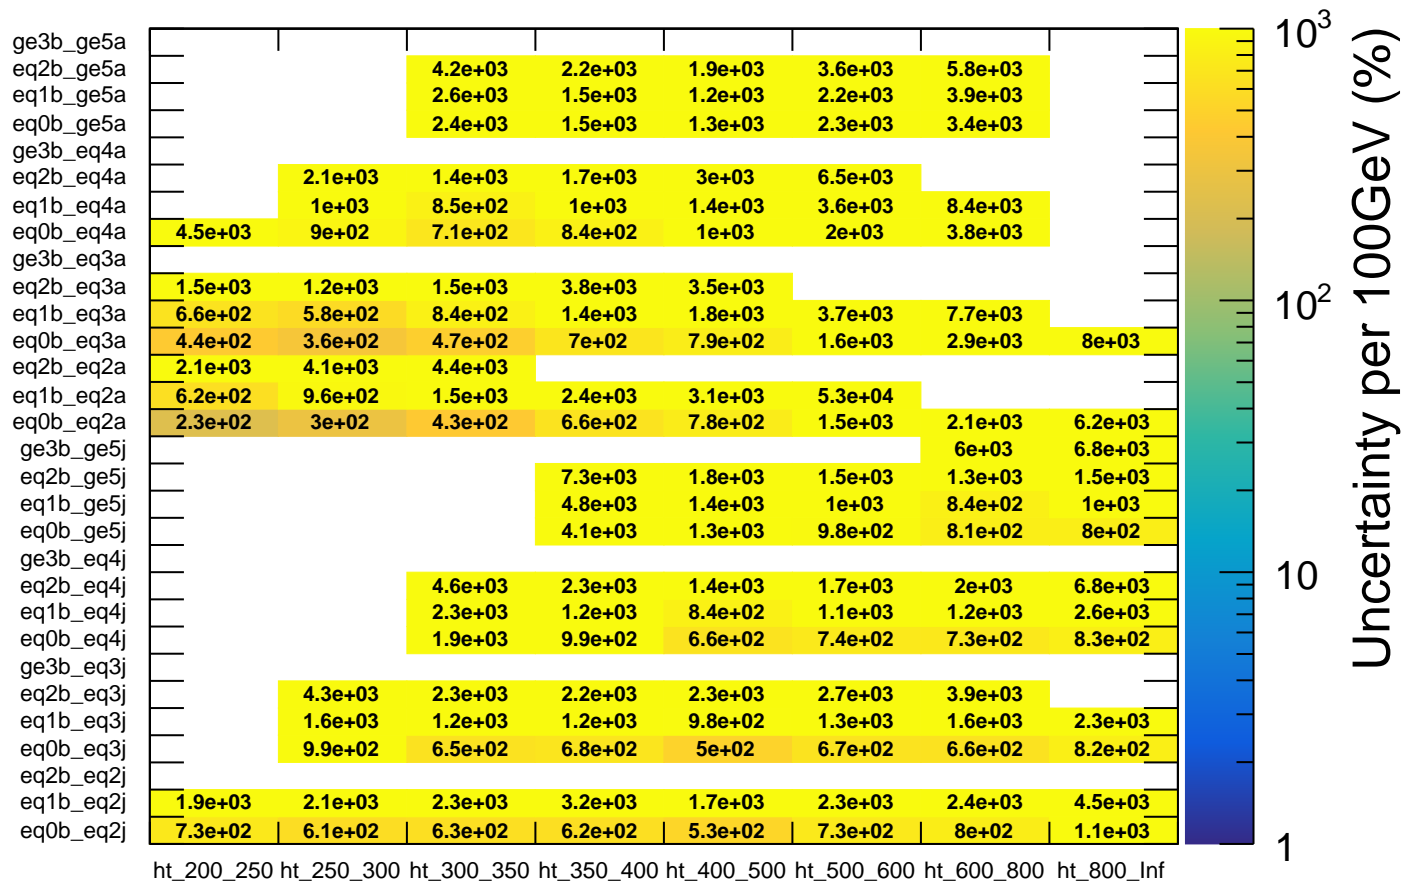 ge3b_ge5a
eq2b_ge5a 4.2e+03 2.2e+03 1.9e+03 3.6e+03 5.8e+03
eq1b_ge5a 2.6e+03 1.5e+03 1.2e+03 2.2e+03 3.9e+03
eq0b_ge5a 2.4e+03 1.5e+03 1.3e+03 2.3e+03 3.4e+03
ge3b_eq4a
eq2b_eq4a 2.1e+03 1.4e+03 1.7e+03 3e+03 6.5e+03
eq1b_eq4a 1e+03 8.5e+02 1e+03 1.4e+03 3.6e+03 8.4e+03
eq0b_eq4a 4.5e+03 9e+02 7.1e+02 8.4e+02 1e+03 2e+03 3.8e+03
ge3b_eq3a
eq2b_eq3a 1.5e+03 1.2e+03 1.5e+03 3.8e+03 3.5e+03
eq1b_eq3a 6.6e+02 5.8e+02 8.4e+02 1.4e+03 1.8e+03 3.7e+03 7.7e+03
eq0b_eq3a 4.4e+02 3.6e+02 4.7e+02 7e+02 7.9e+02 1.6e+03 2.9e+03 8e+03
eq2b_eq2a 2.1e+03 4.1e+03 4.4e+03
eq1b_eq2a 6.2e+02 9.6e+02 1.5e+03 2.4e+03 3.1e+03 5.3e+04
eq0b_eq2a 2.3e+02 3e+02 4.3e+02 6.6e+02 7.8e+02 1.5e+03 2.1e+03 6.2e+03
ge3b_ge5j 6e+03 6.8e+03
eq2b_ge5j 7.3e+03 1.8e+03 1.5e+03 1.3e+03 1.5e+03
eq1b_ge5j 4.8e+03 1.4e+03 1e+03 8.4e+02 1e+03
eq0b_ge5j 4.1e+03 1.3e+03 9.8e+02 8.1e+02 8e+02
ge3b_eq4j
eq2b_eq4j 4.6e+03 2.3e+03 1.4e+03 1.7e+03 2e+03 6.8e+03
eq1b_eq4j 2.3e+03 1.2e+03 8.4e+02 1.1e+03 1.2e+03 2.6e+03
eq0b_eq4j 1.9e+03 9.9e+02 6.6e+02 7.4e+02 7.3e+02 8.3e+02
ge3b_eq3j
eq2b_eq3j 4.3e+03 2.3e+03 2.2e+03 2.3e+03 2.7e+03 3.9e+03
eq1b_eq3j 1.6e+03 1.2e+03 1.2e+03 9.8e+02 1.3e+03 1.6e+03 2.3e+03
eq0b_eq3j 9.9e+02 6.5e+02 6.8e+02 5e+02 6.7e+02 6.6e+02 8.2e+02
eq2b_eq2j
eq1b_eq2j 1.9e+03 2.1e+03 2.3e+03 3.2e+03 1.7e+03 2.3e+03 2.4e+03 4.5e+03
eq0b_eq2j 7.3e+02 6.1e+02 6.3e+02 6.2e+02 5.3e+02 7.3e+02 8e+02 1.1e+03
ht_200_250 ht_250_300 ht_300_350 ht_350_400 ht_400_500 ht_500_600 ht_600_800 ht_800_Inf
10³
10²
10
1
Uncertainty per 100GeV (%)